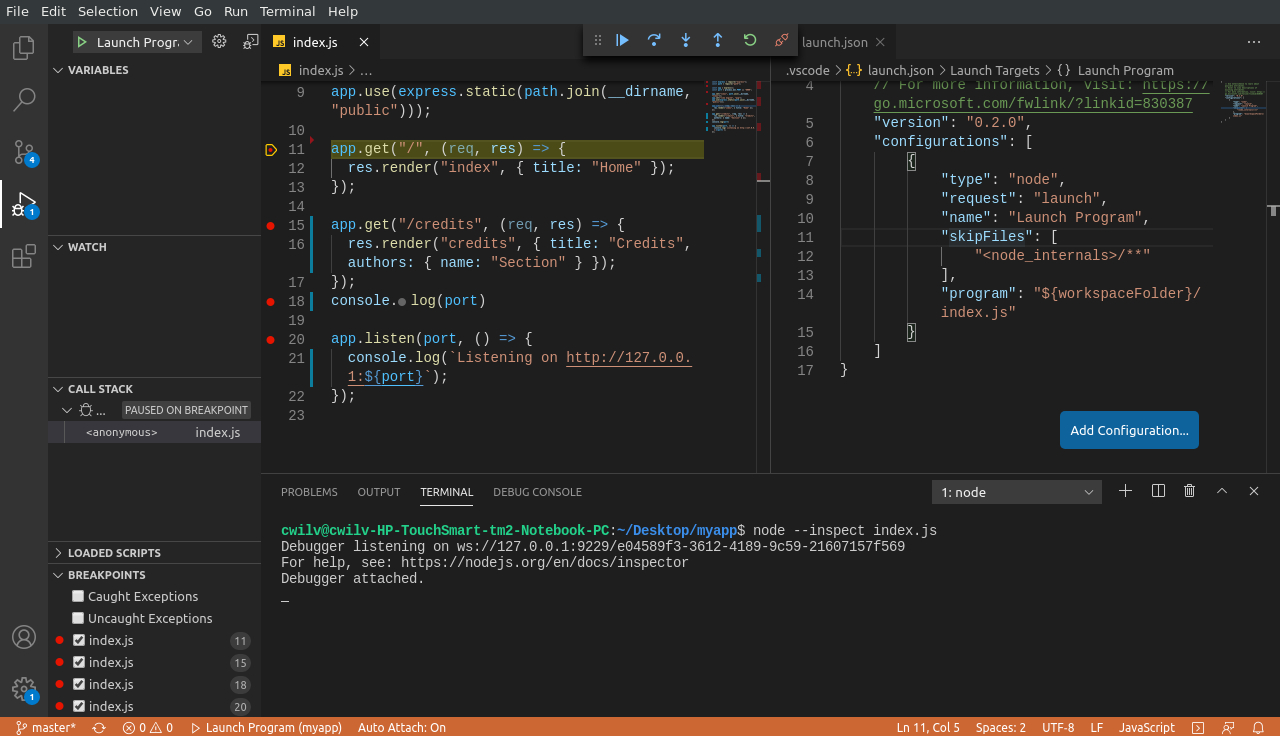 File Edit Selection View Go Run Terminal Help
Launch Progra
VARIABLES
WATCH
CALL STACK
... PAUSED ON BREAKPOINT
<anonymous> index.js
LOADED SCRIPTS
BREAKPOINTS
Caught Exceptions
Uncaught Exceptions
index.js 11
index.js 15
index.js 18
index.js 20
4
1
1
JS index.js
JS index.js > ...
9 app.use(express.static(path.join(__dirname,
"public")));
10
11 app.get("/", (req, res) => {
12 res.render("index", { title: "Home" });
13 });
14
15 app.get("/credits", (req, res) => {
16 res.render("credits", { title: "Credits",
authors: { name: "Section" } });
17 });
18 console.log(port)
19
20 app.listen(port, () => {
21 console.log(`Listening on http://127.0.0.
1:${port}`);
22 });
23
launch.json
...
.vscode > {..} launch.json > Launch Targets > {} Launch Program
4 // For more information, visit: https://
go.microsoft.com/fwlink/?linkid=830387
5 "version": "0.2.0",
6 "configurations": [
7 {
8 "type": "node",
9 "request": "launch",
10 "name": "Launch Program",
11 "skipFiles": [
12 "<node_internals>/**"
13 ],
14 "program": "${workspaceFolder}/
index.js"
15 }
16 ]
17 }
Add Configuration...
PROBLEMS OUTPUT TERMINAL DEBUG CONSOLE
1: node
cwilv@cwilv-HP-TouchSmart-tm2-Notebook-PC:~/Desktop/myapp$ node --inspect index.js
Debugger listening on ws://127.0.0.1:9229/e04589f3-3612-4189-9c59-21607157f569
For help, see: https://nodejs.org/en/docs/inspector
Debugger attached.
master* 0 0 Launch Program (myapp) Auto Attach: On Ln 11, Col 5 Spaces: 2 UTF-8 LF JavaScript